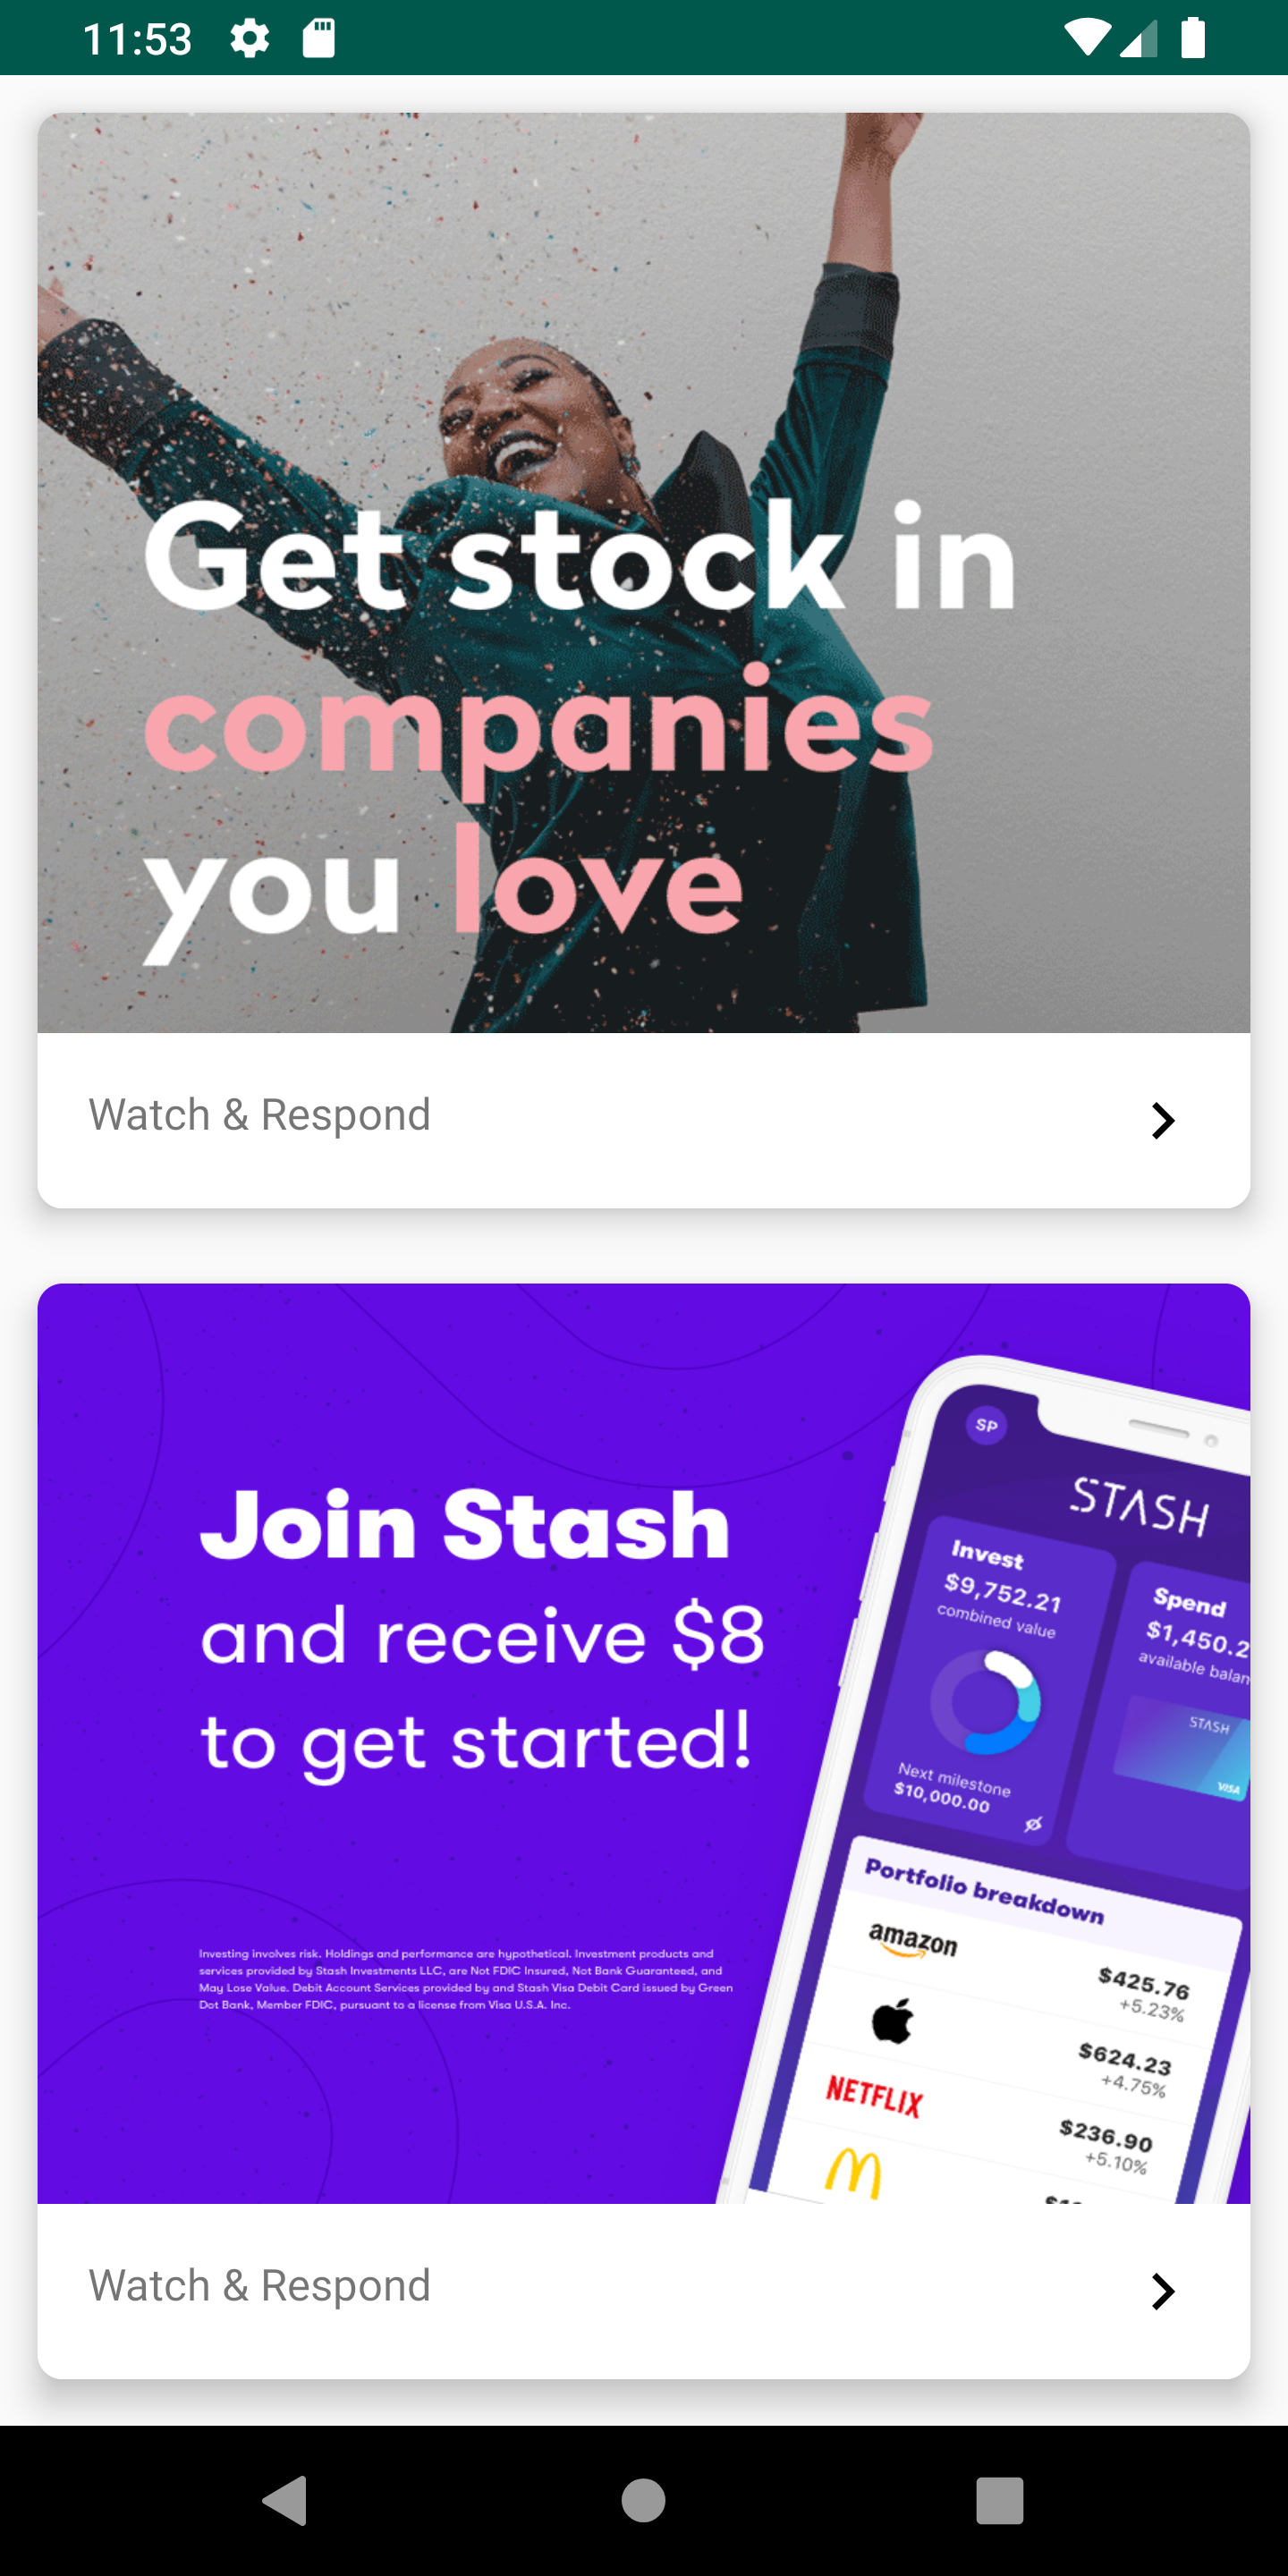 11:53
Get stock in
companies
you love
Watch & Respond
Join Stash
and receive $8
to get started!
Investing involves risk. Holdings and performance are hypothetical. Investment products and
services provided by Stash Investments LLC, are Not FDIC Insured, Not Bank Guaranteed, and
May Lose Value. Debit Account Services provided by and Stash Visa Debit Card issued by Green
Dot Bank, Member FDIC, pursuant to a license from Visa U.S.A. Inc.
SP
STASH
Invest
$9,752.21
combined value
Next milestone
$10,000.00
Spend
$1,450.2
available balan
STASH
VISA
Portfolio breakdown
amazon
$425.76
+5.23%
$624.23
+4.75%
NETFLIX
$236.90
+5.10%
Watch & Respond